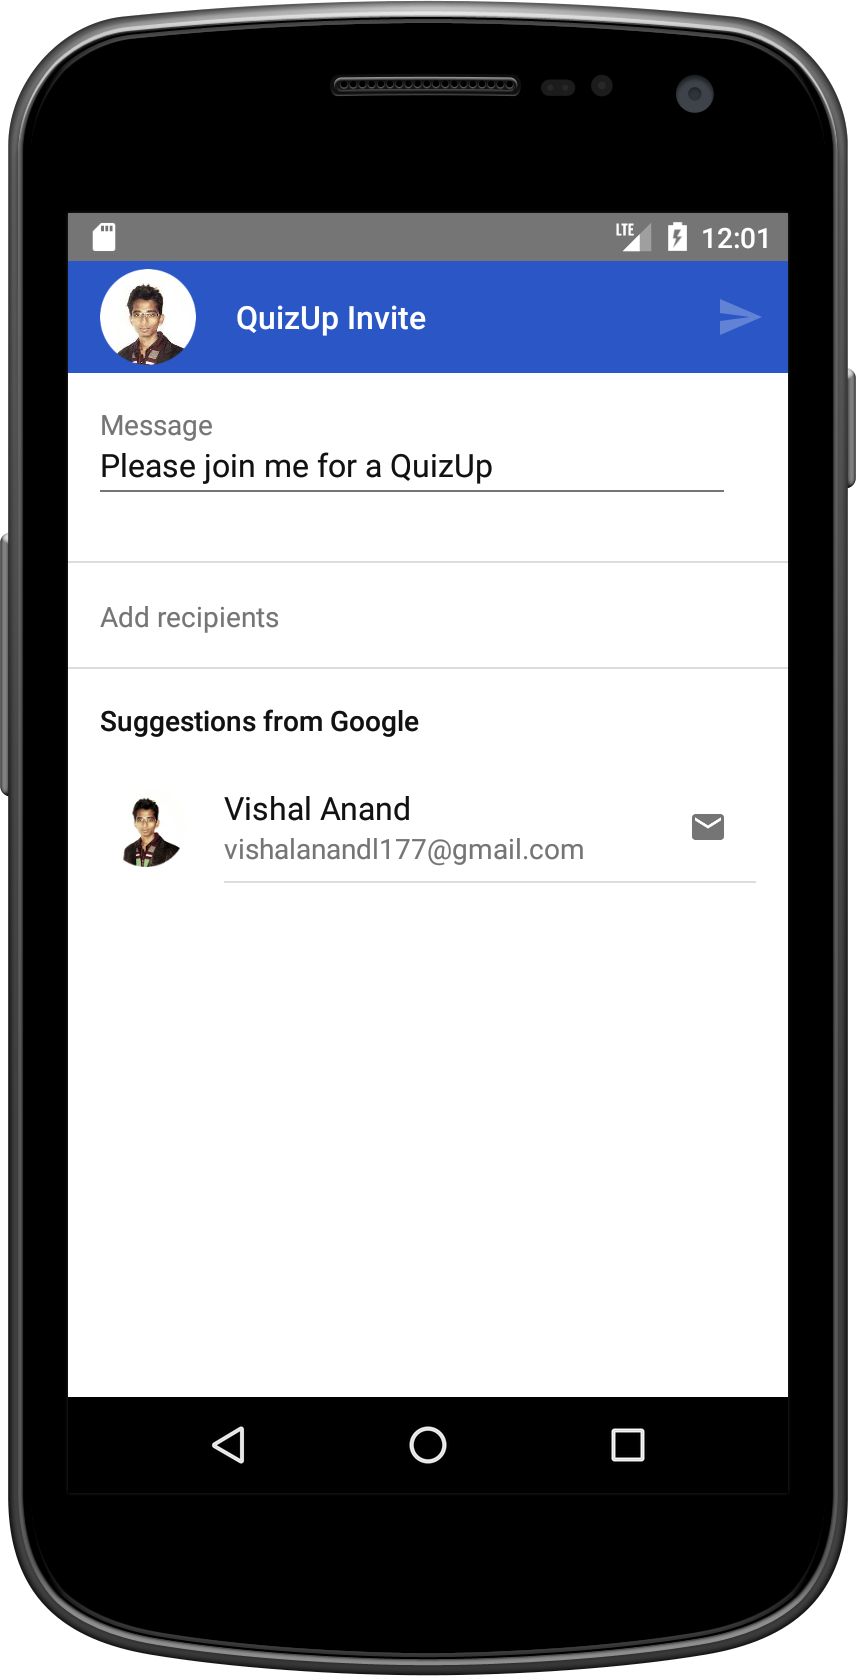 LTE 12:01
QuizUp Invite
Message
Please join me for a QuizUp
Add recipients
Suggestions from Google
Vishal Anand
vishalanandl177@gmail.com